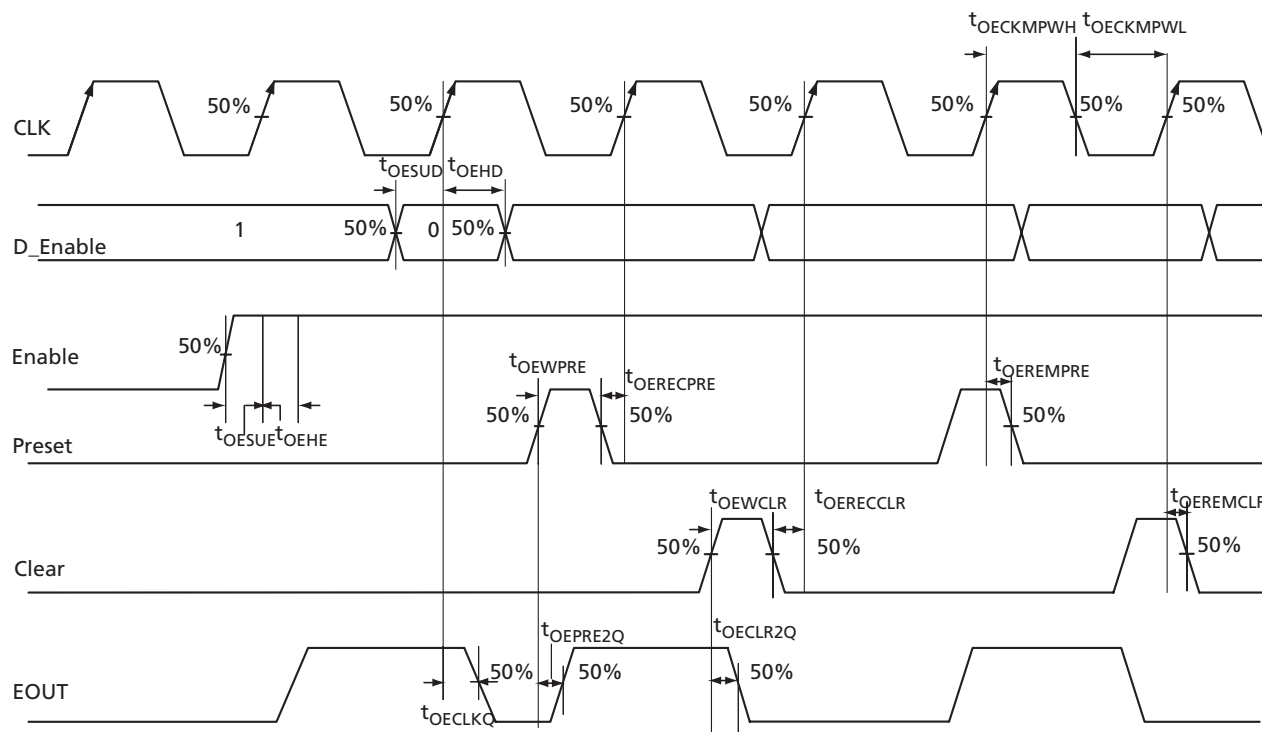 tOECKMPWH tOECKMPWL
50% 50% 50% 50% 50% 50% 50%
CLK
tOESUD tOEHD
1 50% 0 50%
D_Enable
50%
Enable
tOEWPRE tOERECPRE tOEREMPRE
50% 50% 50%
tOESUE tOEHE
Preset
tOEWCLR tOERECCLR tOEREMCLR
50% 50% 50%
Clear
tOEPRE2Q tOECLR2Q
50% 50% 50%
EOUT
tOECLKQ